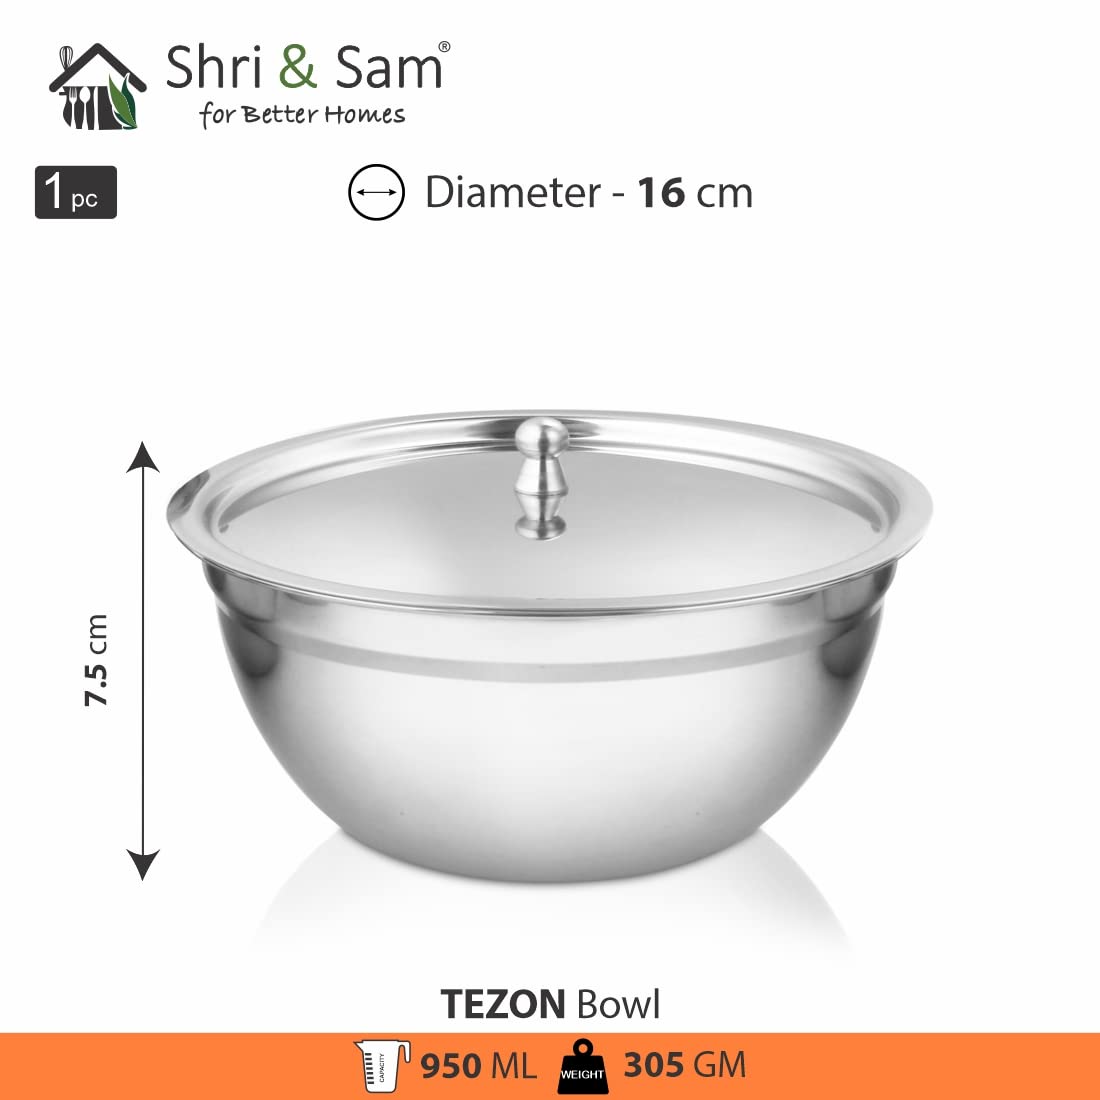 Shri & Sam®
for Better Homes
1 pc
Diameter - 16 cm
7.5 cm
TEZON Bowl
CAPACITY
950 ML
WEIGHT
305 GM